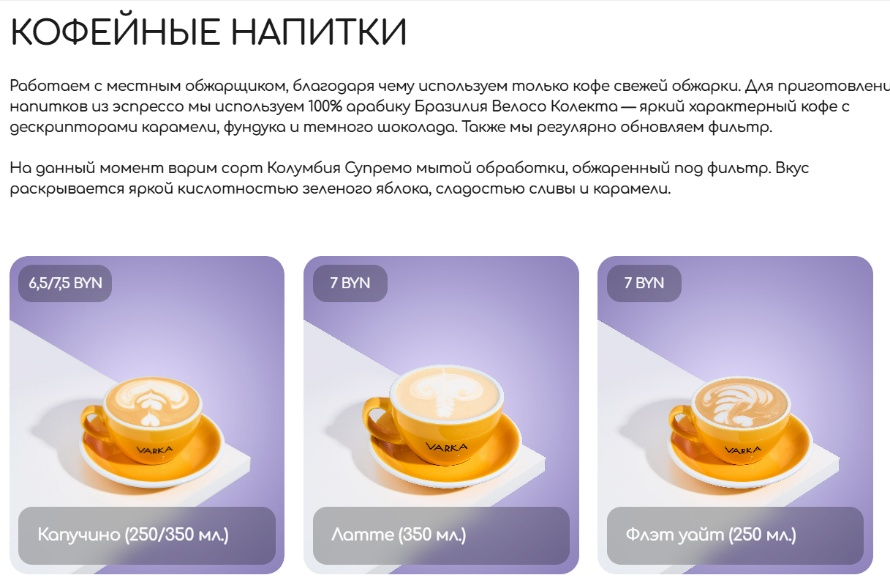 КОФЕЙНЫЕ НАПИТКИ
Работаем с местным обжарщиком, благодаря чему используем только кофе свежей обжарки. Для
напитков из эспрессо мы используем 100% арабику Бразилия Велосо Колекта — яркий характерный кофе с
дескрипторами карамели, фундука и темного шоколада. Также мы регулярно обновляем фильтр.
На данный момент варим сорт Колумбия Супремо мытой обработки, обжаренный под фильтр. Вкус
раскрывается яркой кислотностью зеленого яблока, сладостью сливы и карамели.
6,5/7,5 BYN
7 BYN
7 BYN
VARKA
VARKA
VARKA
Капучино (250/350 мл.)
Латте (350 мл.)
Флэт уайт (250 мл.)